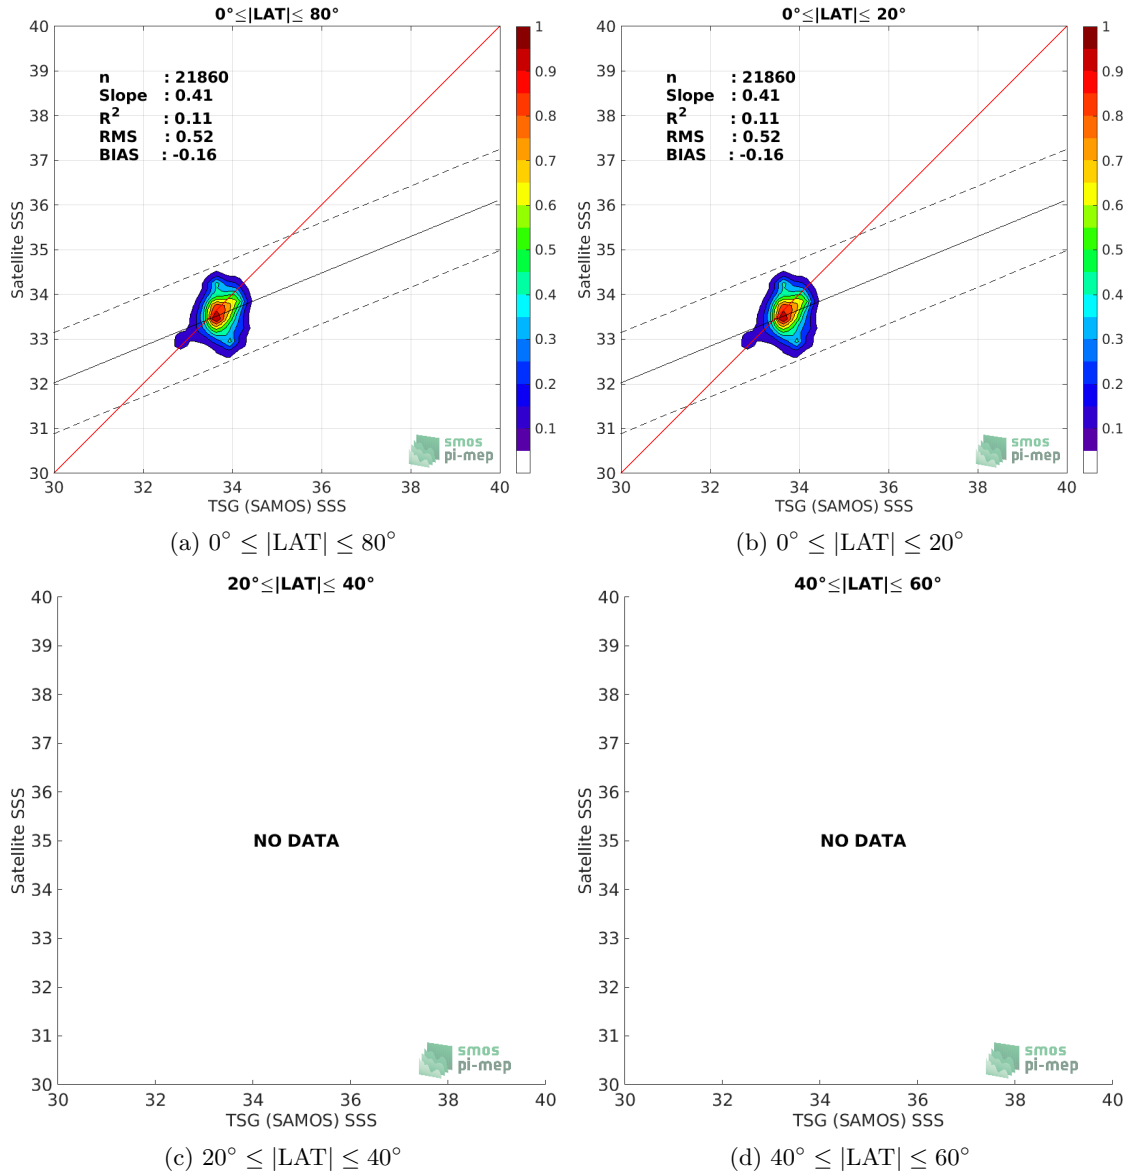 0°≤|LAT|≤ 80°
n : 21860
Slope : 0.41
R² : 0.11
RMS : 0.52
BIAS : -0.16
Satellite SSS
40
39
38
37
36
35
34
33
32
31
30
30 32 34 36 38 40
TSG (SAMOS) SSS
1
0.9
0.8
0.7
0.6
0.5
0.4
0.3
0.2
0.1
smos
pi-mep
(a) 0° ≤ |LAT| ≤ 80°
0°≤|LAT|≤ 20°
n : 21860
Slope : 0.41
R² : 0.11
RMS : 0.52
BIAS : -0.16
Satellite SSS
40
39
38
37
36
35
34
33
32
31
30
30 32 34 36 38 40
TSG (SAMOS) SSS
1
0.9
0.8
0.7
0.6
0.5
0.4
0.3
0.2
0.1
smos
pi-mep
(b) 0° ≤ |LAT| ≤ 20°
20°≤|LAT|≤ 40°
Satellite SSS
40
39
38
37
36
35
34
33
32
31
30
NO DATA
30 32 34 36 38 40
TSG (SAMOS) SSS
smos
pi-mep
(c) 20° ≤ |LAT| ≤ 40°
40°≤|LAT|≤ 60°
Satellite SSS
40
39
38
37
36
35
34
33
32
31
30
NO DATA
30 32 34 36 38 40
TSG (SAMOS) SSS
smos
pi-mep
(d) 40° ≤ |LAT| ≤ 60°